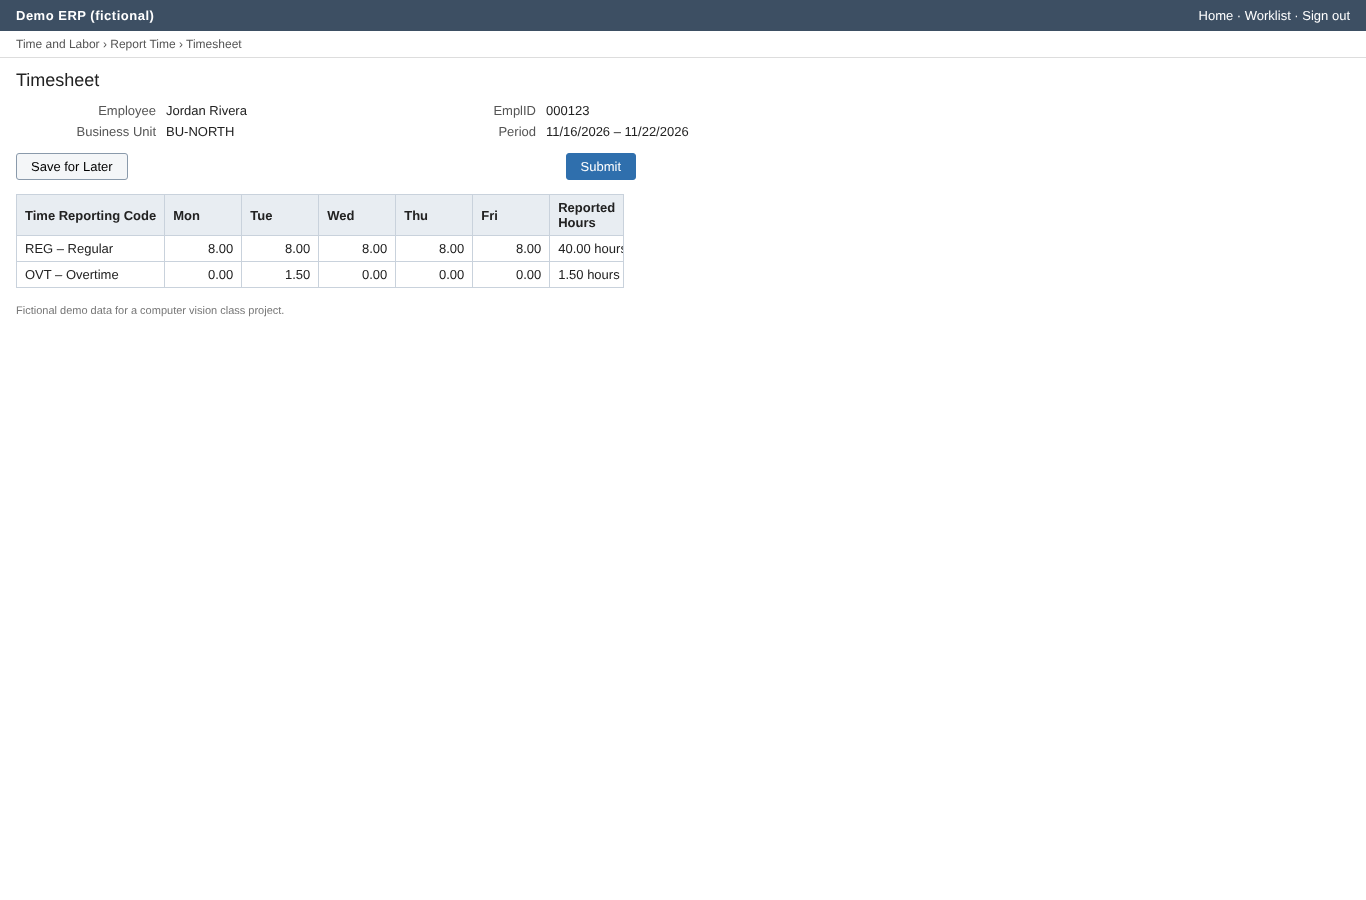 Demo ERP (fictional)
Home · Worklist · Sign out
Time and Labor › Report Time › Timesheet
Timesheet
Employee Jordan Rivera EmplID 000123
Business Unit BU-NORTH Period 11/16/2026 – 11/22/2026
Save for Later Submit
Time Reporting Code Mon Tue Wed Thu Fri Reported Hours
REG – Regular 8.00 8.00 8.00 8.00 8.00 40.00 hours
OVT – Overtime 0.00 1.50 0.00 0.00 0.00 1.50 hours
Fictional demo data for a computer vision class project.